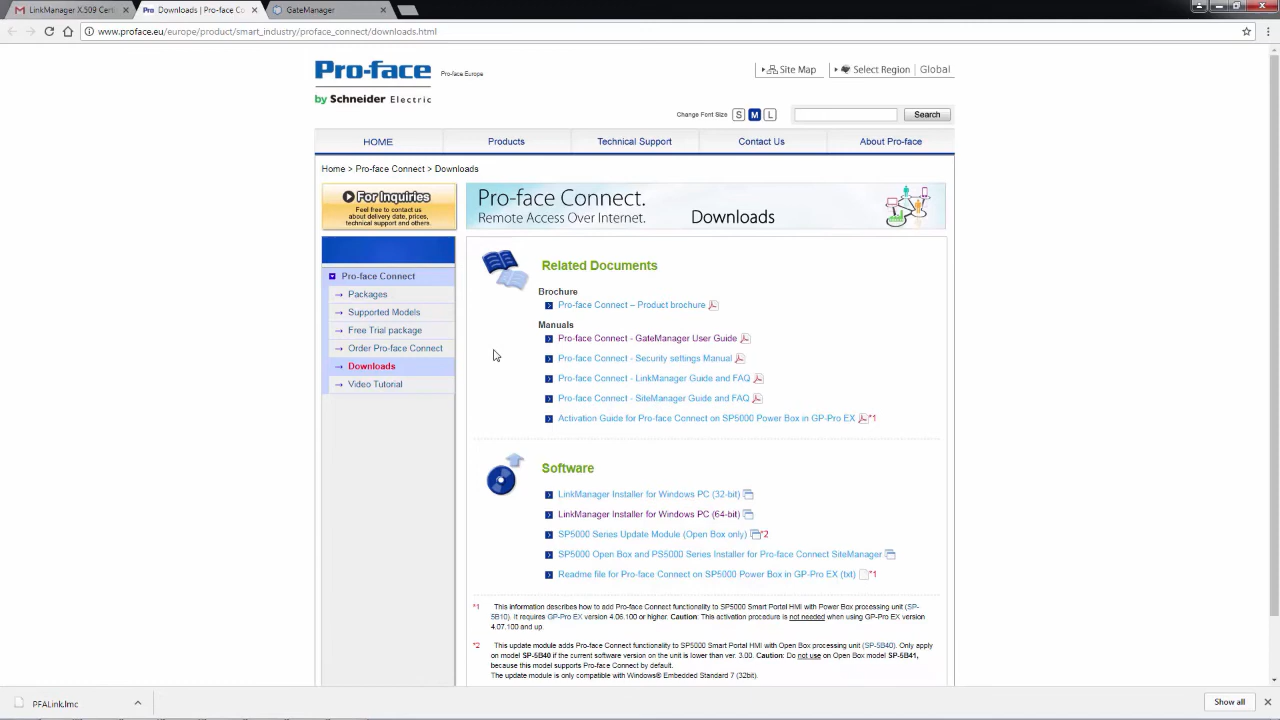 LinkManager X.509 Certi
Downloads | Pro-face Co
GateManager
www.proface.eu/europe/product/smart_industry/proface_connect/downloads.html
Pro-face
Pro-face Europe
by Schneider Electric
Site Map
Select Region
Global
Change Font Size
S
M
L
Search
HOME
Products
Technical Support
Contact Us
About Pro-face
Home > Pro-face Connect > Downloads
For Inquiries
Feel free to contact us
about delivery date, prices,
technical support and others.
Pro-face Connect.
Remote Access Over Internet.
Downloads
Pro-face Connect
Packages
Supported Models
Free Trial package
Order Pro-face Connect
Downloads
Video Tutorial
Related Documents
Brochure
Pro-face Connect – Product brochure
Manuals
Pro-face Connect - GateManager User Guide
Pro-face Connect - Security settings Manual
Pro-face Connect - LinkManager Guide and FAQ
Pro-face Connect - SiteManager Guide and FAQ
Activation Guide for Pro-face Connect on SP5000 Power Box in GP-Pro EX *1
Software
LinkManager Installer for Windows PC (32-bit)
LinkManager Installer for Windows PC (64-bit)
SP5000 Series Update Module (Open Box only) *2
SP5000 Open Box and PS5000 Series Installer for Pro-face Connect SiteManager
Readme file for Pro-face Connect on SP5000 Power Box in GP-Pro EX (txt) *1
*1 This information describes how to add Pro-face Connect functionality to SP5000 Smart Portal HMI with Power Box processing unit (SP-
5B10). It requires GP-Pro EX version 4.06.100 or higher. Caution: This activation procedure is not needed when using GP-Pro EX version
4.07.100 and up.
*2 This update module adds Pro-face Connect functionality to SP5000 Smart Portal HMI with Open Box processing unit (SP-5B40). Only apply
on model SP-5B40 if the current software version on the unit is lower than ver. 3.00. Caution: Do not use on Open Box model SP-5B41,
because this model supports Pro-face Connect by default.
The update module is only compatible with Windows® Embedded Standard 7 (32bit).
PFALink.lmc
Show all